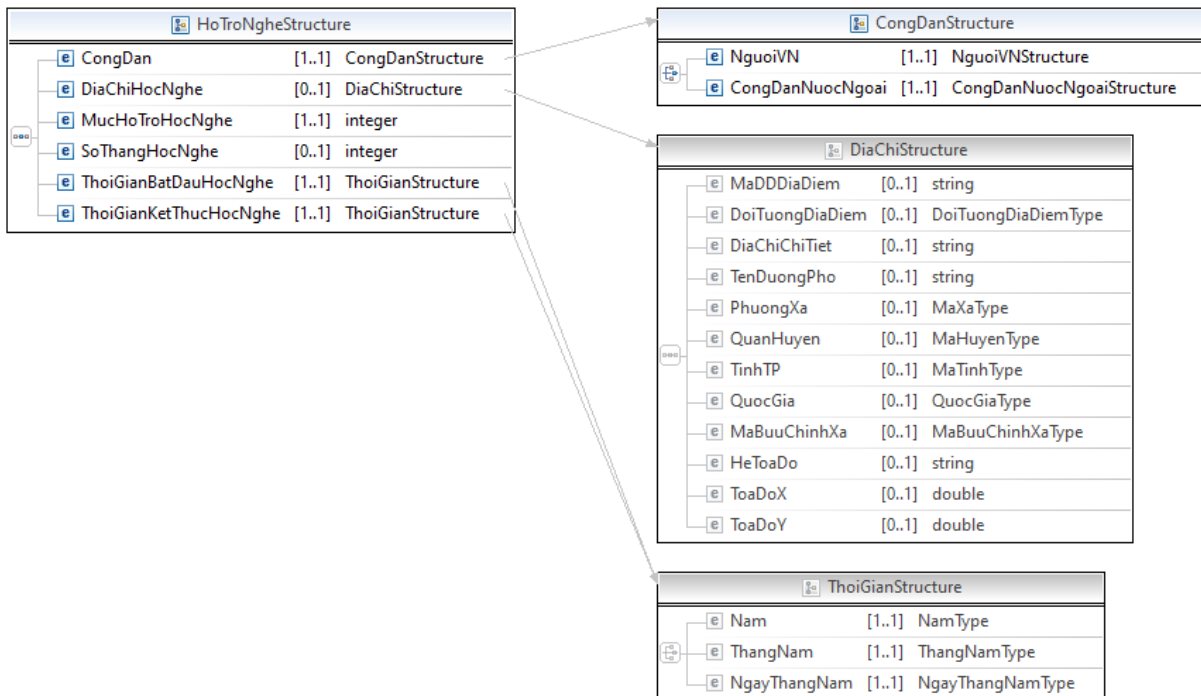 HoTroNgheStructure
CongDan [1..1] CongDanStructure
DiaChiHocNghe [0..1] DiaChiStructure
MucHoTroHocNghe [1..1] integer
SoThangHocNghe [0..1] integer
ThoiGianBatDauHocNghe [1..1] ThoiGianStructure
ThoiGianKetThucHocNghe [1..1] ThoiGianStructure
CongDanStructure
NguoiVN [1..1] NguoiVNStructure
CongDanNuocNgoai [1..1] CongDanNuocNgoaiStructure
DiaChiStructure
MaDDDiaDiem [0..1] string
DoiTuongDiaDiem [0..1] DoiTuongDiaDiemType
DiaChiChiTiet [0..1] string
TenDuongPho [0..1] string
PhuongXa [0..1] MaXaType
QuanHuyen [0..1] MaHuyenType
TinhTP [0..1] MaTinhType
QuocGia [0..1] QuocGiaType
MaBuuChinhXa [0..1] MaBuuChinhXaType
HeToaDo [0..1] string
ToaDoX [0..1] double
ToaDoY [0..1] double
ThoiGianStructure
Nam [1..1] NamType
ThangNam [1..1] ThangNamType
NgayThangNam [1..1] NgayThangNamType